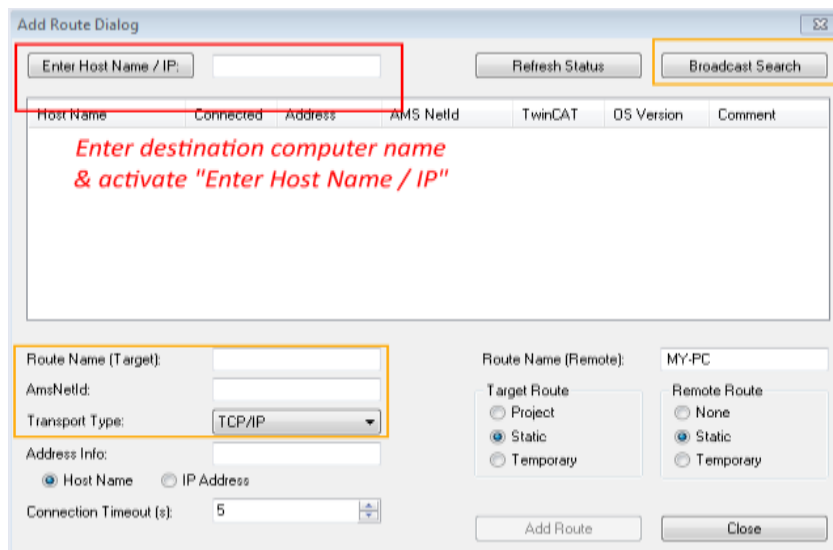 Add Route Dialog
Enter Host Name / IP:
Refresh Status
Broadcast Search
Host Name Connected Address AMS NetId TwinCAT OS Version Comment
Enter destination computer name
& activate "Enter Host Name / IP"
Route Name (Target):
Route Name (Remote): MY-PC
AmsNetId:
Transport Type: TCP/IP
Address Info:
Host Name IP Address
Connection Timeout (s): 5
Target Route
Project
Static
Temporary
Remote Route
None
Static
Temporary
Add Route
Close